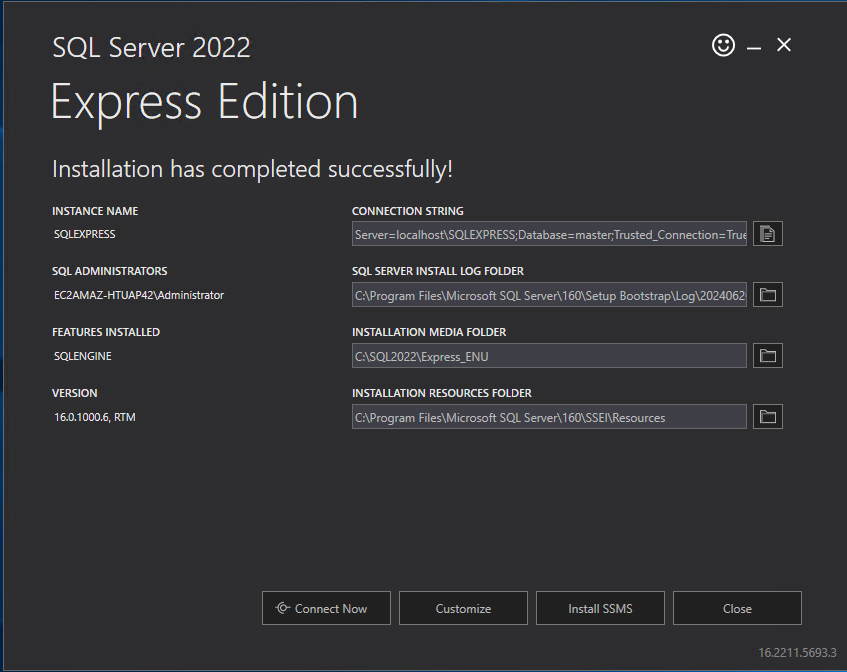 SQL Server 2022
Express Edition
Installation has completed successfully!
INSTANCE NAME
SQLEXPRESS
CONNECTION STRING
Server=localhost\SQLEXPRESS;Database=master;Trusted_Connection=True
SQL ADMINISTRATORS
EC2AMAZ-HTUAP42\Administrator
SQL SERVER INSTALL LOG FOLDER
C:\Program Files\Microsoft SQL Server\160\Setup Bootstrap\Log\2024062
FEATURES INSTALLED
SQLENGINE
INSTALLATION MEDIA FOLDER
C:\SQL2022\Express_ENU
VERSION
16.0.1000.6, RTM
INSTALLATION RESOURCES FOLDER
C:\Program Files\Microsoft SQL Server\160\SSEI\Resources
Connect Now
Customize
Install SSMS
Close
16.2211.5693.3